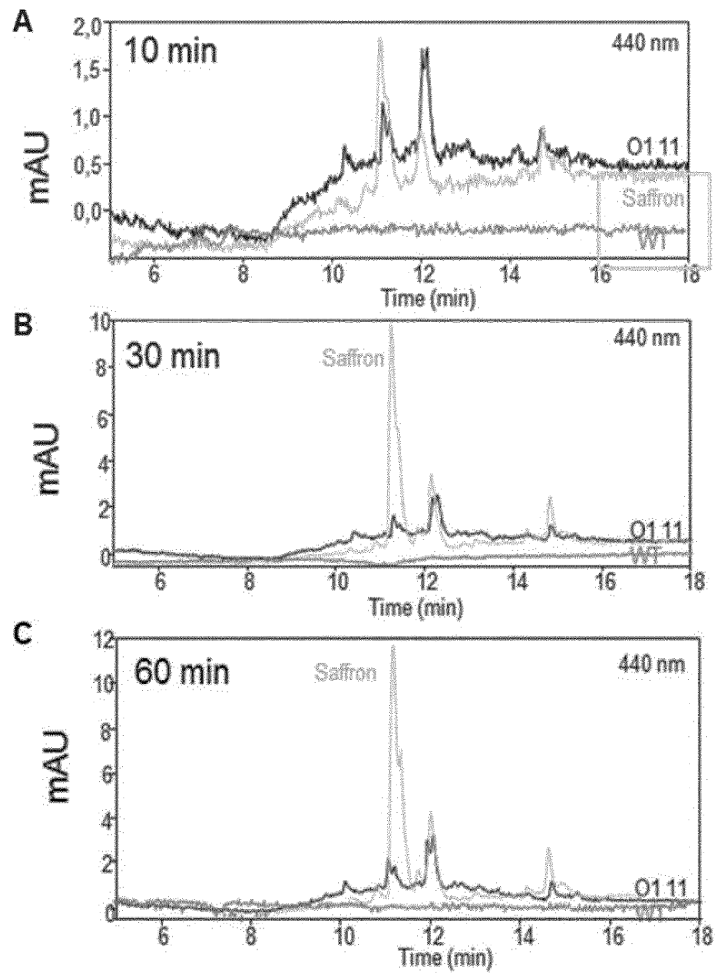 A
10 min
440 nm
mAU
2,0
1,5
1,0
0,5
0,0
O1 11
Saffron
WT
6 8 10 12 14 16 18
Time (min)
B
30 min
Saffron
440 nm
mAU
10
8
6
4
2
0
O1 11
WT
6 8 10 12 14 16 18
Time (min)
C
60 min
Saffron
440 nm
mAU
12
10
8
6
4
2
0
O1 11
WT
6 8 10 12 14 16 18
Time (min)